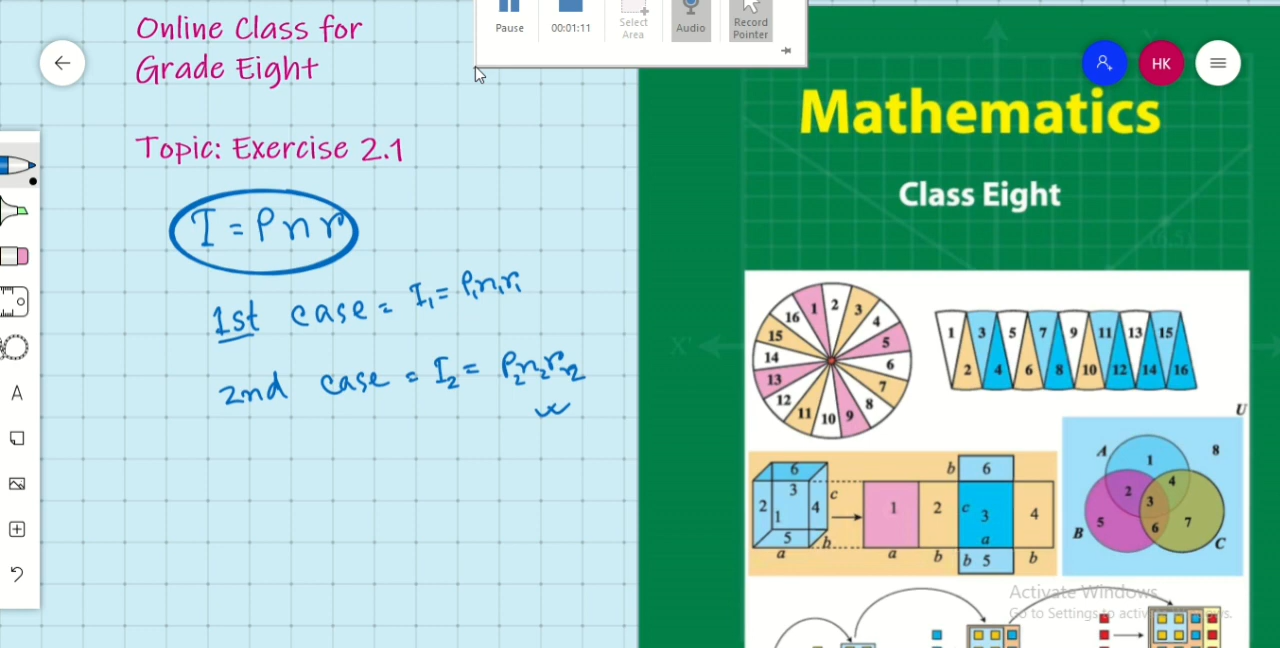 Online Class for
Grade Eight
Topic: Exercise 2.1
I = P n r
1st case = I₁ = P₁n₁r₁
2nd case = I₂ = P₂n₂r₂
Pause
00:01:11
Select
Area
Audio
Record
Pointer
HK
Mathematics
Class Eight
(6,5)
X'
1 2 3 4 5 6 7 8 9 10 11 12 13 14 15 16
1 3 5 7 9 11 13 15
2 4 6 8 10 12 14 16
U
A 1 8
2 4
3
B 5 6 7 C
6
2 3 4 c
1
5 b
a
b 6
1 2 c 3 4
a
a b b 5 b
Activate Windows
A